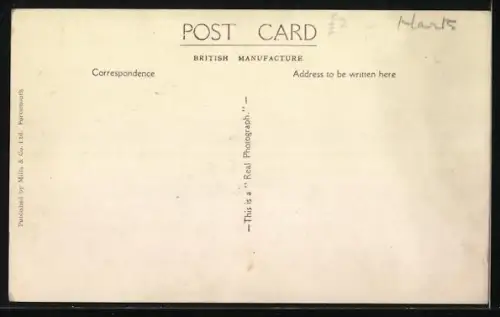 POST CARD
BRITISH MANUFACTURE
Correspondence
Address to be written here
—This is a "Real Photograph."—
Published by Mills & Co. Ltd. Portsmouth